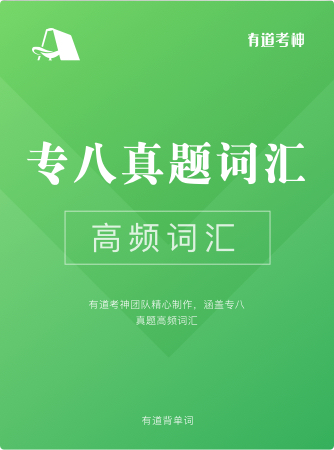 有道考神
专八真题词汇
高频词汇
有道考神团队精心制作，涵盖专八
真题高频词汇
有道背单词